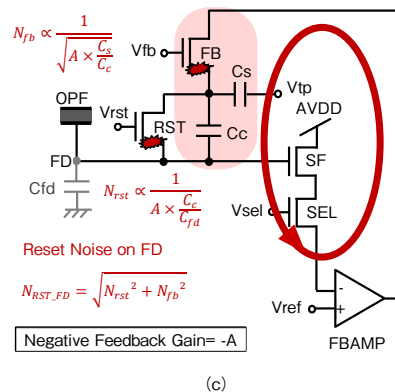 N_fb ∝ 1 / √(A × C_s / C_c)
Vfb
FB
Cs
Vtp
OPF
Vrst
RST
Cc
AVDD
FD
SF
Cfd
N_rst ∝ 1 / (A × C_c / C_fd)
Vsel
SEL
Reset Noise on FD
N_RST_FD = √(N_rst² + N_fb²)
-
Vref
+
Negative Feedback Gain= -A
FBAMP
(c)